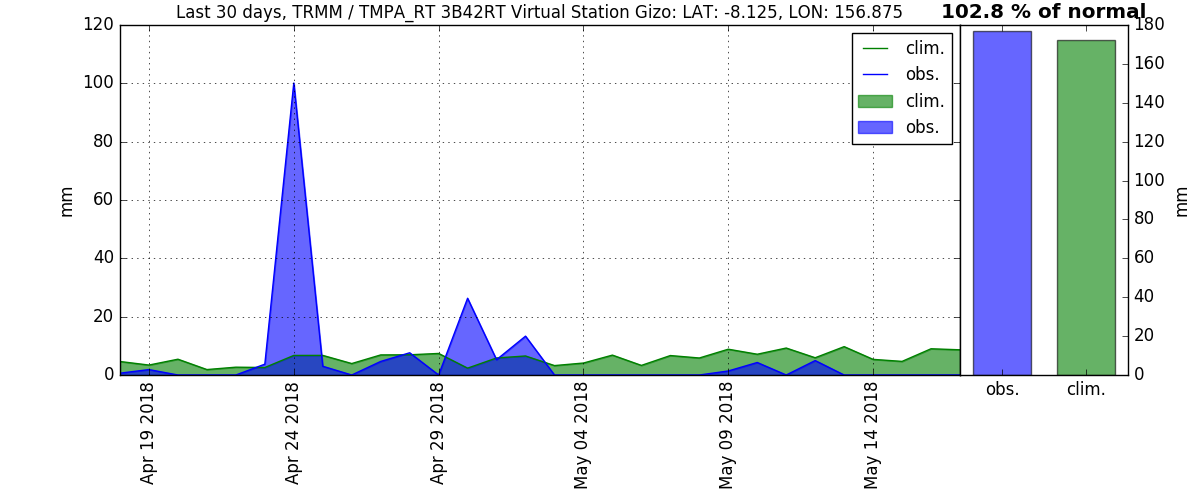 Last 30 days, TRMM / TMPA_RT 3B42RT Virtual Station Gizo: LAT: -8.125, LON: 156.875
102.8 % of normal
120
100
80
60
40
20
0
mm
clim.
obs.
clim.
obs.
Apr 19 2018
Apr 24 2018
Apr 29 2018
May 04 2018
May 09 2018
May 14 2018
180
160
140
120
100
80
60
40
20
0
mm
obs.
clim.